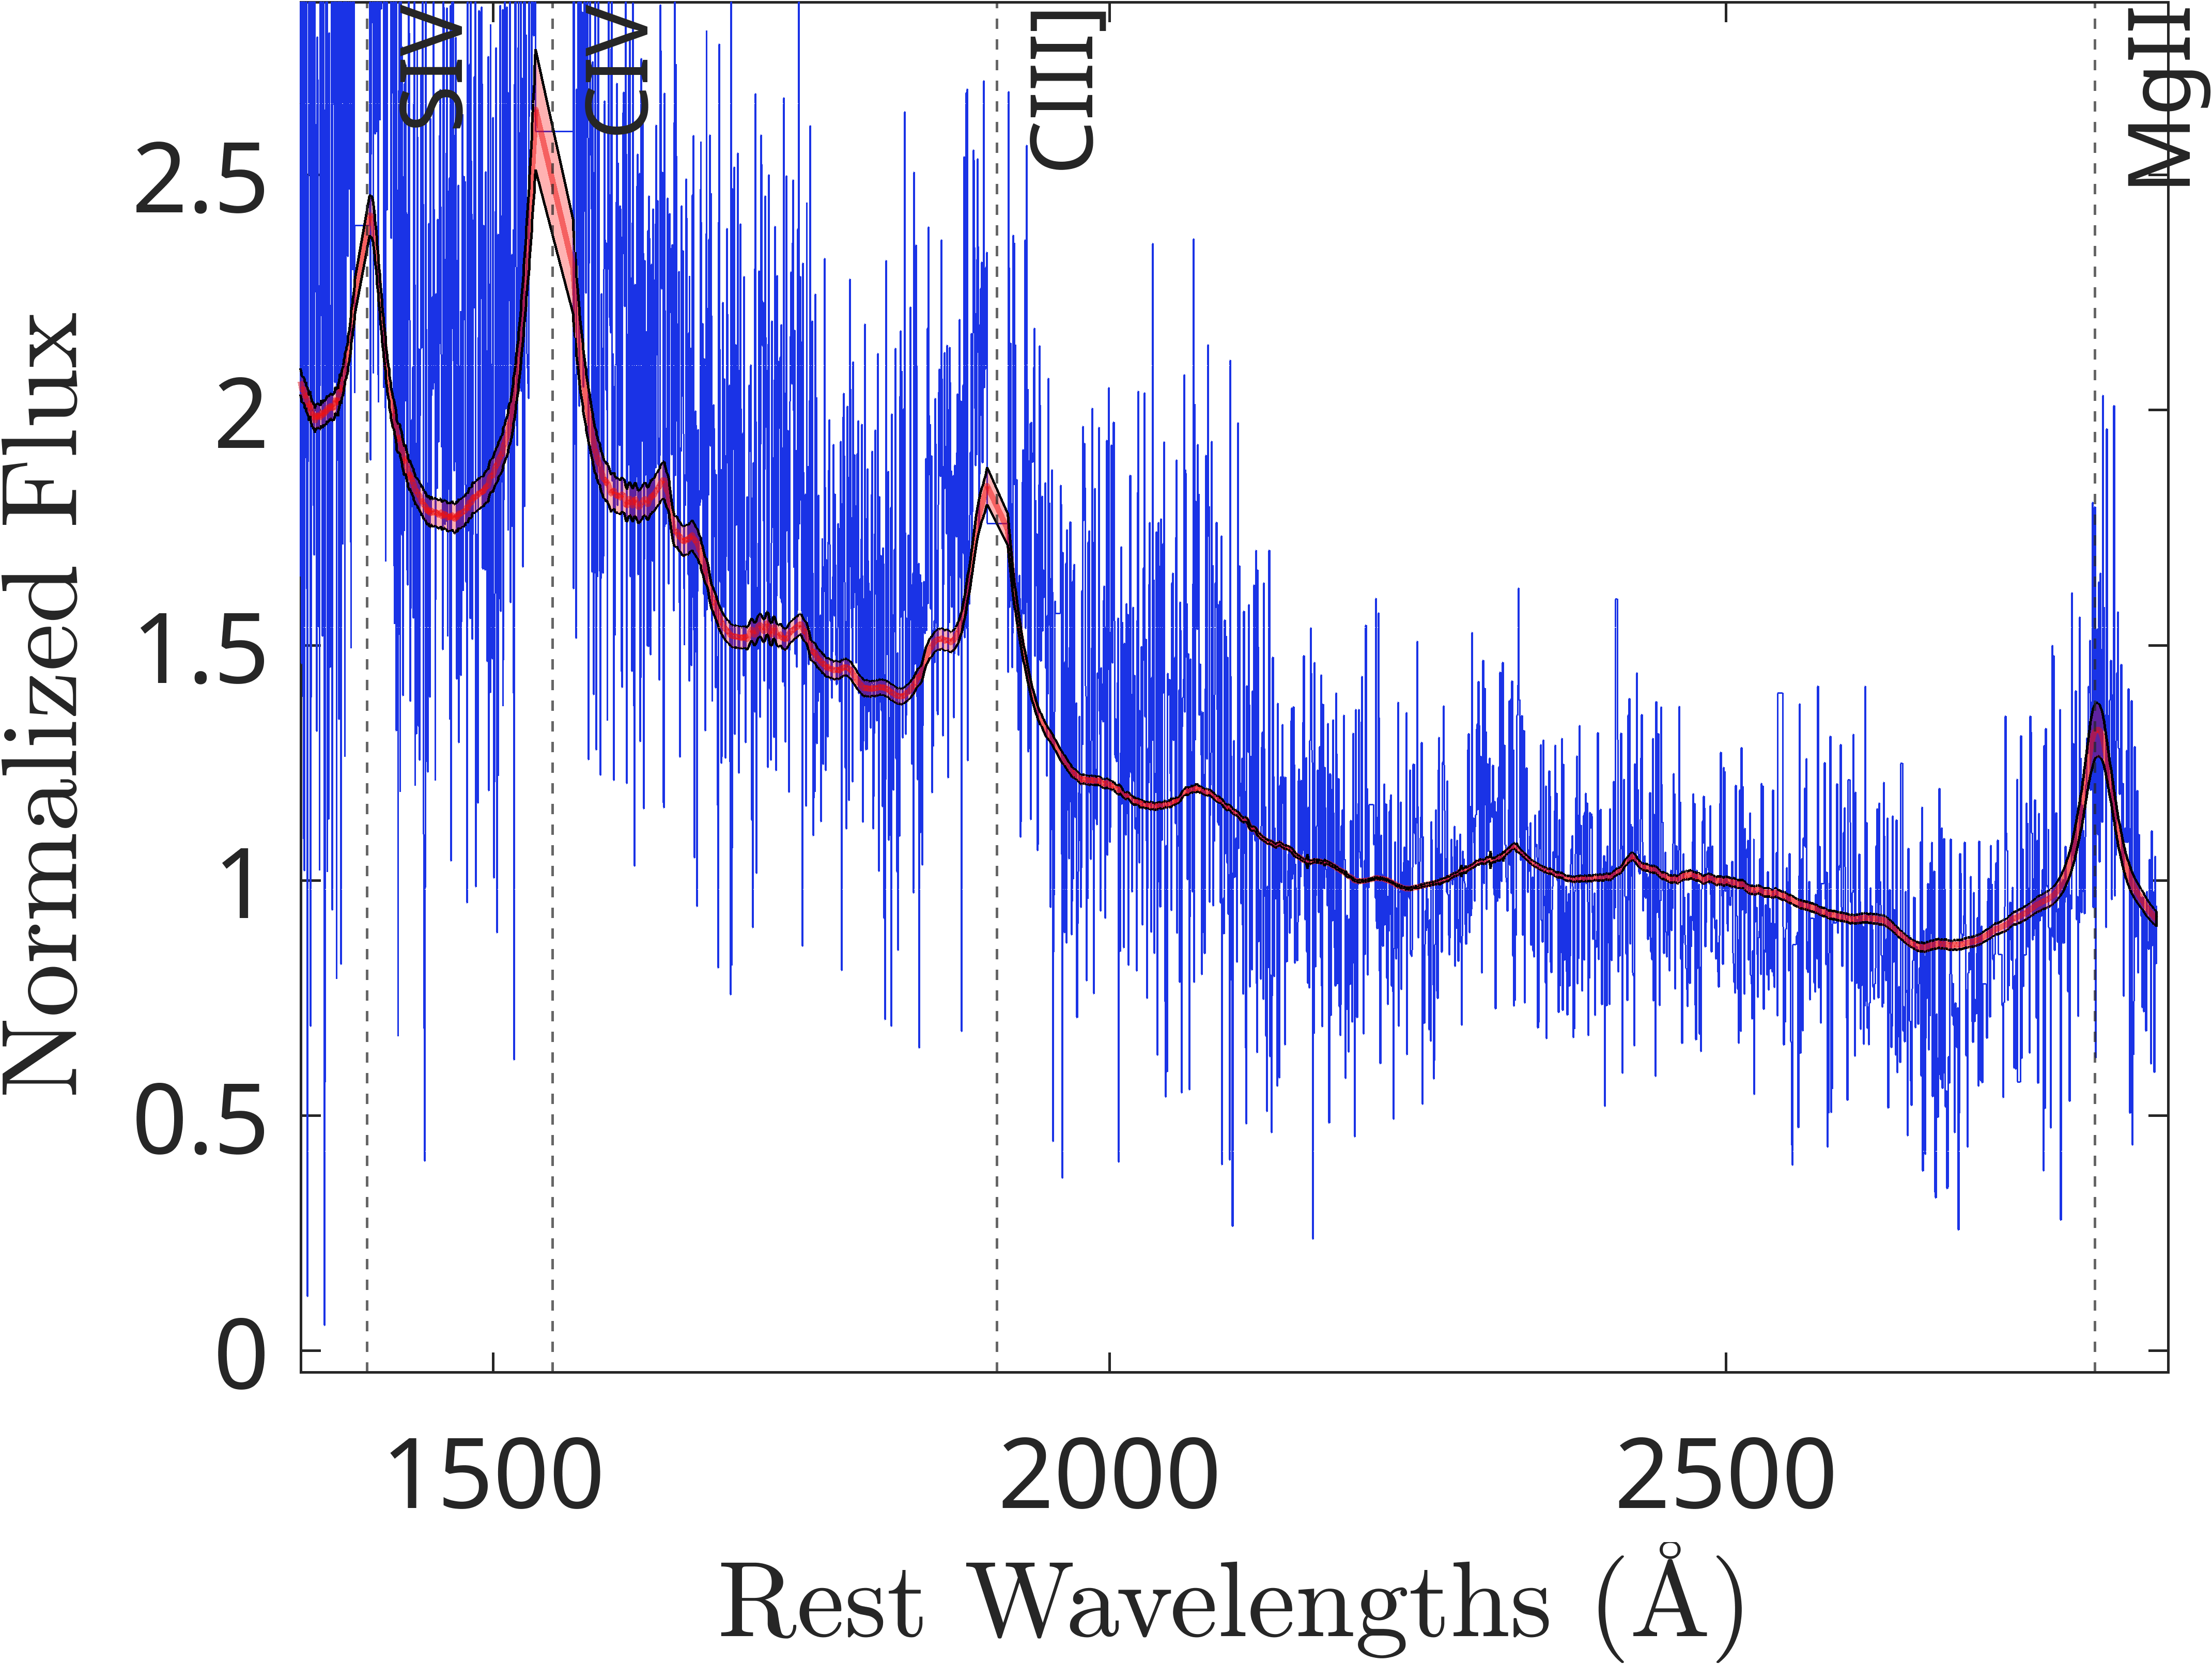 SIV
CIV
CIII]
MgII
Normalized Flux
2.5
2
1.5
1
0.5
0
1500
2000
2500
Rest Wavelengths (Å)